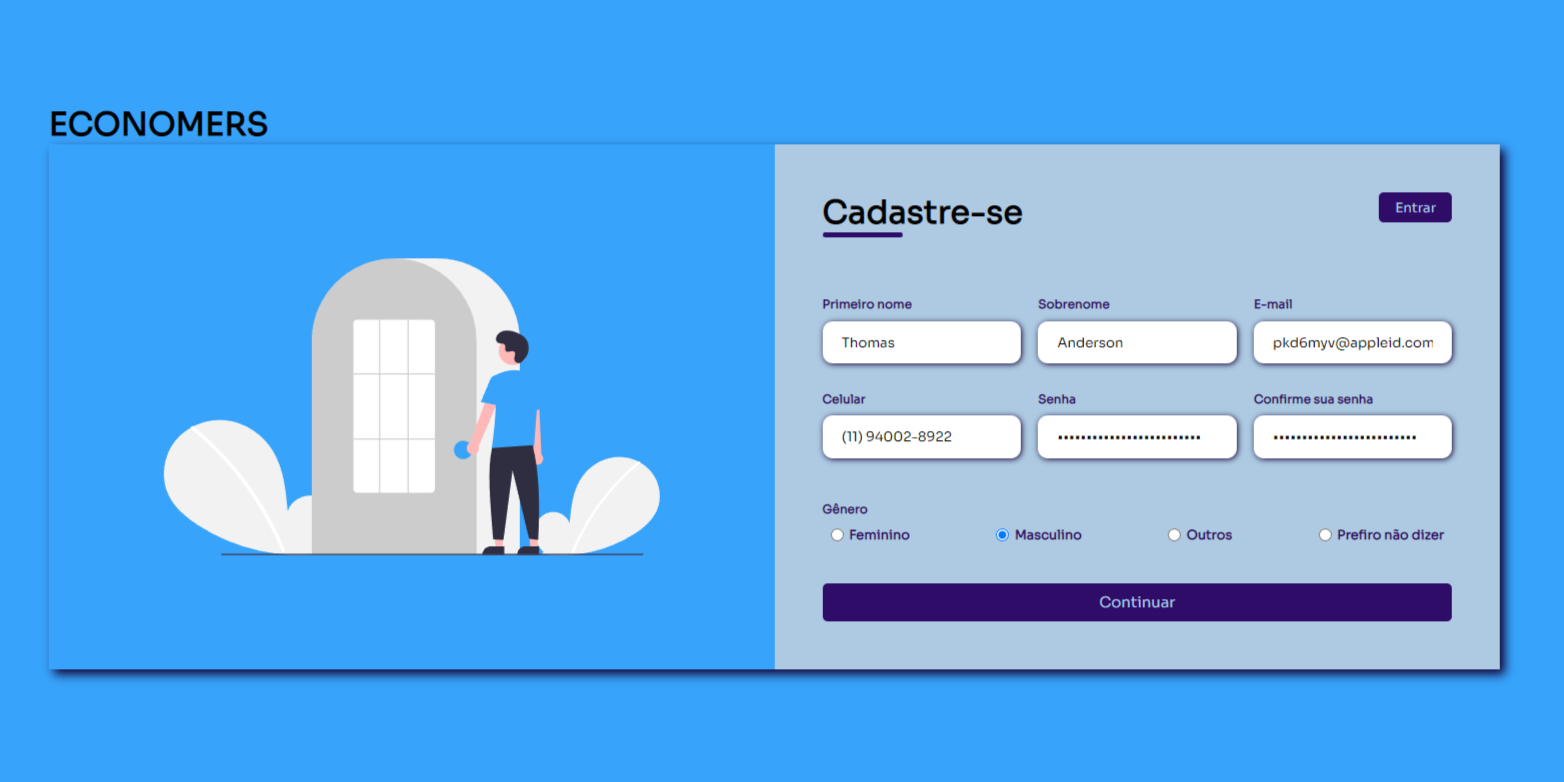 ECONOMERS
Cadastre-se
Entrar
Primeiro nome
Sobrenome
E-mail
Thomas
Anderson
pkd6myv@appleid.com
Celular
Senha
Confirme sua senha
(11) 94002-8922
Gênero
Feminino
Masculino
Outros
Prefiro não dizer
Continuar